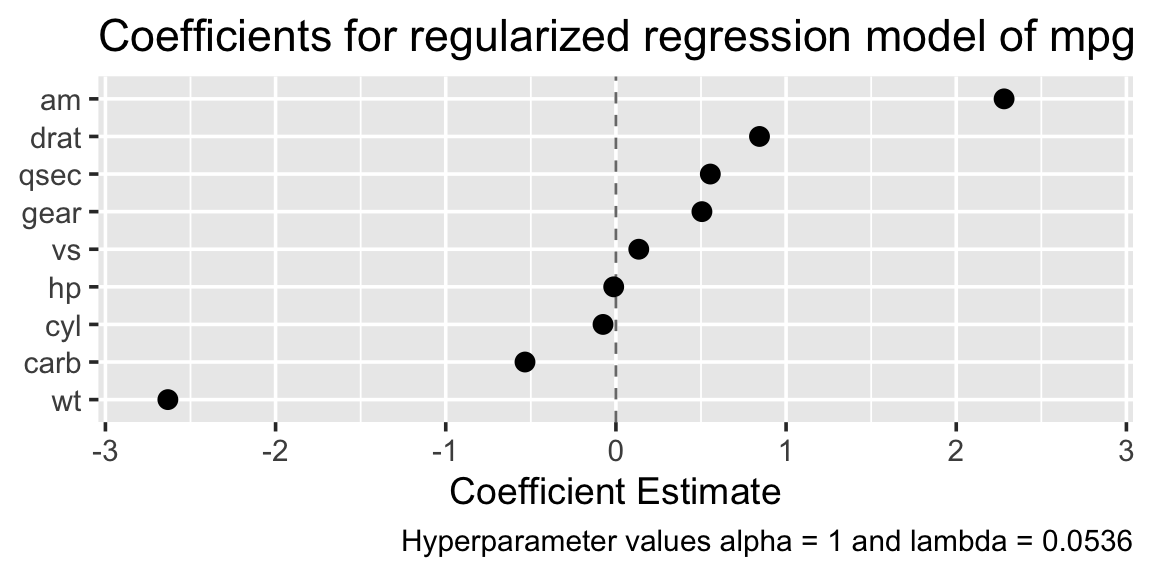 Coefficients for regularized regression model of mpg
am
drat
qsec
gear
vs
hp
cyl
carb
wt
-3 -2 -1 0 1 2 3
Coefficient Estimate
Hyperparameter values alpha = 1 and lambda = 0.0536